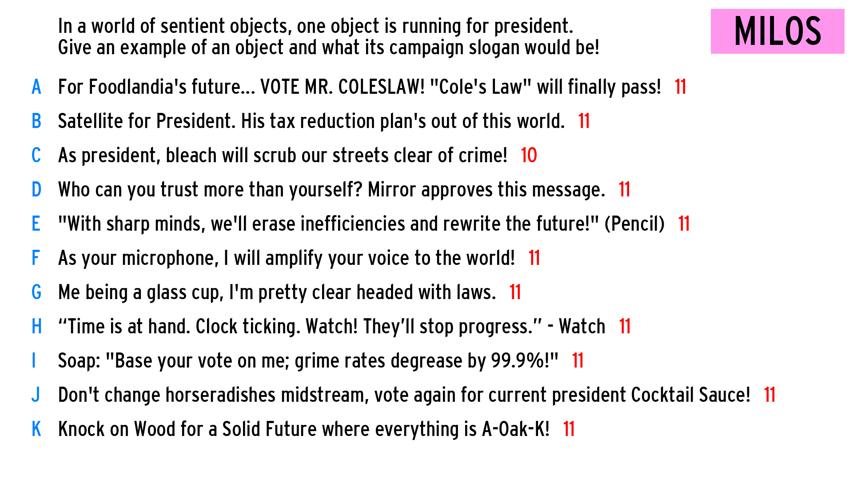 In a world of sentient objects, one object is running for president.
Give an example of an object and what its campaign slogan would be!
MILOS
A For Foodlandia's future... VOTE MR. COLESLAW! "Cole's Law" will finally pass! 11
B Satellite for President. His tax reduction plan's out of this world. 11
C As president, bleach will scrub our streets clear of crime! 10
D Who can you trust more than yourself? Mirror approves this message. 11
E "With sharp minds, we'll erase inefficiencies and rewrite the future!" (Pencil) 11
F As your microphone, I will amplify your voice to the world! 11
G Me being a glass cup, I'm pretty clear headed with laws. 11
H “Time is at hand. Clock ticking. Watch! They’ll stop progress.” - Watch 11
I Soap: "Base your vote on me; grime rates degrease by 99.9%!" 11
J Don't change horseradishes midstream, vote again for current president Cocktail Sauce! 11
K Knock on Wood for a Solid Future where everything is A-Oak-K! 11